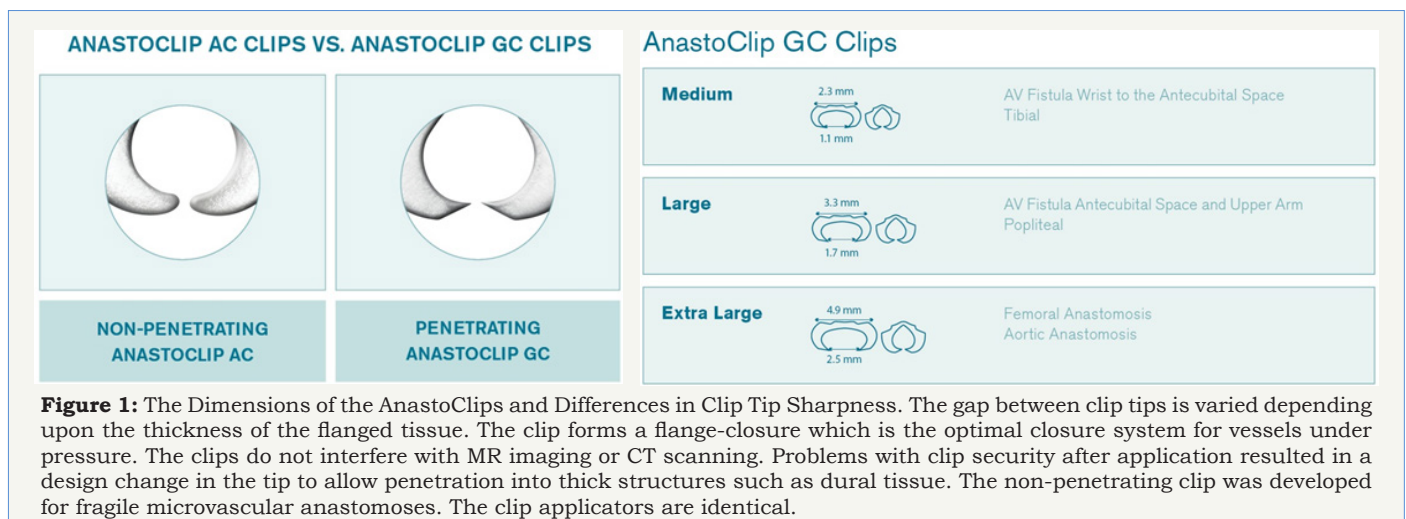 ANASTOCLIP AC CLIPS VS. ANASTOCLIP GC CLIPS
NON-PENETRATING
ANASTOCLIP AC
PENETRATING
ANASTOCLIP GC
AnastoClip GC Clips
Medium
2.3 mm
1.1 mm
AV Fistula Wrist to the Antecubital Space
Tibial
Large
3.3 mm
1.7 mm
AV Fistula Antecubital Space and Upper Arm
Popliteal
Extra Large
4.9 mm
2.5 mm
Femoral Anastomosis
Aortic Anastomosis
Figure 1: The Dimensions of the AnastoClips and Differences in Clip Tip Sharpness. The gap between clip tips is varied depending
upon the thickness of the flanged tissue. The clip forms a flange-closure which is the optimal closure system for vessels under
pressure. The clips do not interfere with MR imaging or CT scanning. Problems with clip security after application resulted in a
design change in the tip to allow penetration into thick structures such as dural tissue. The non-penetrating clip was developed
for fragile microvascular anastomoses. The clip applicators are identical.